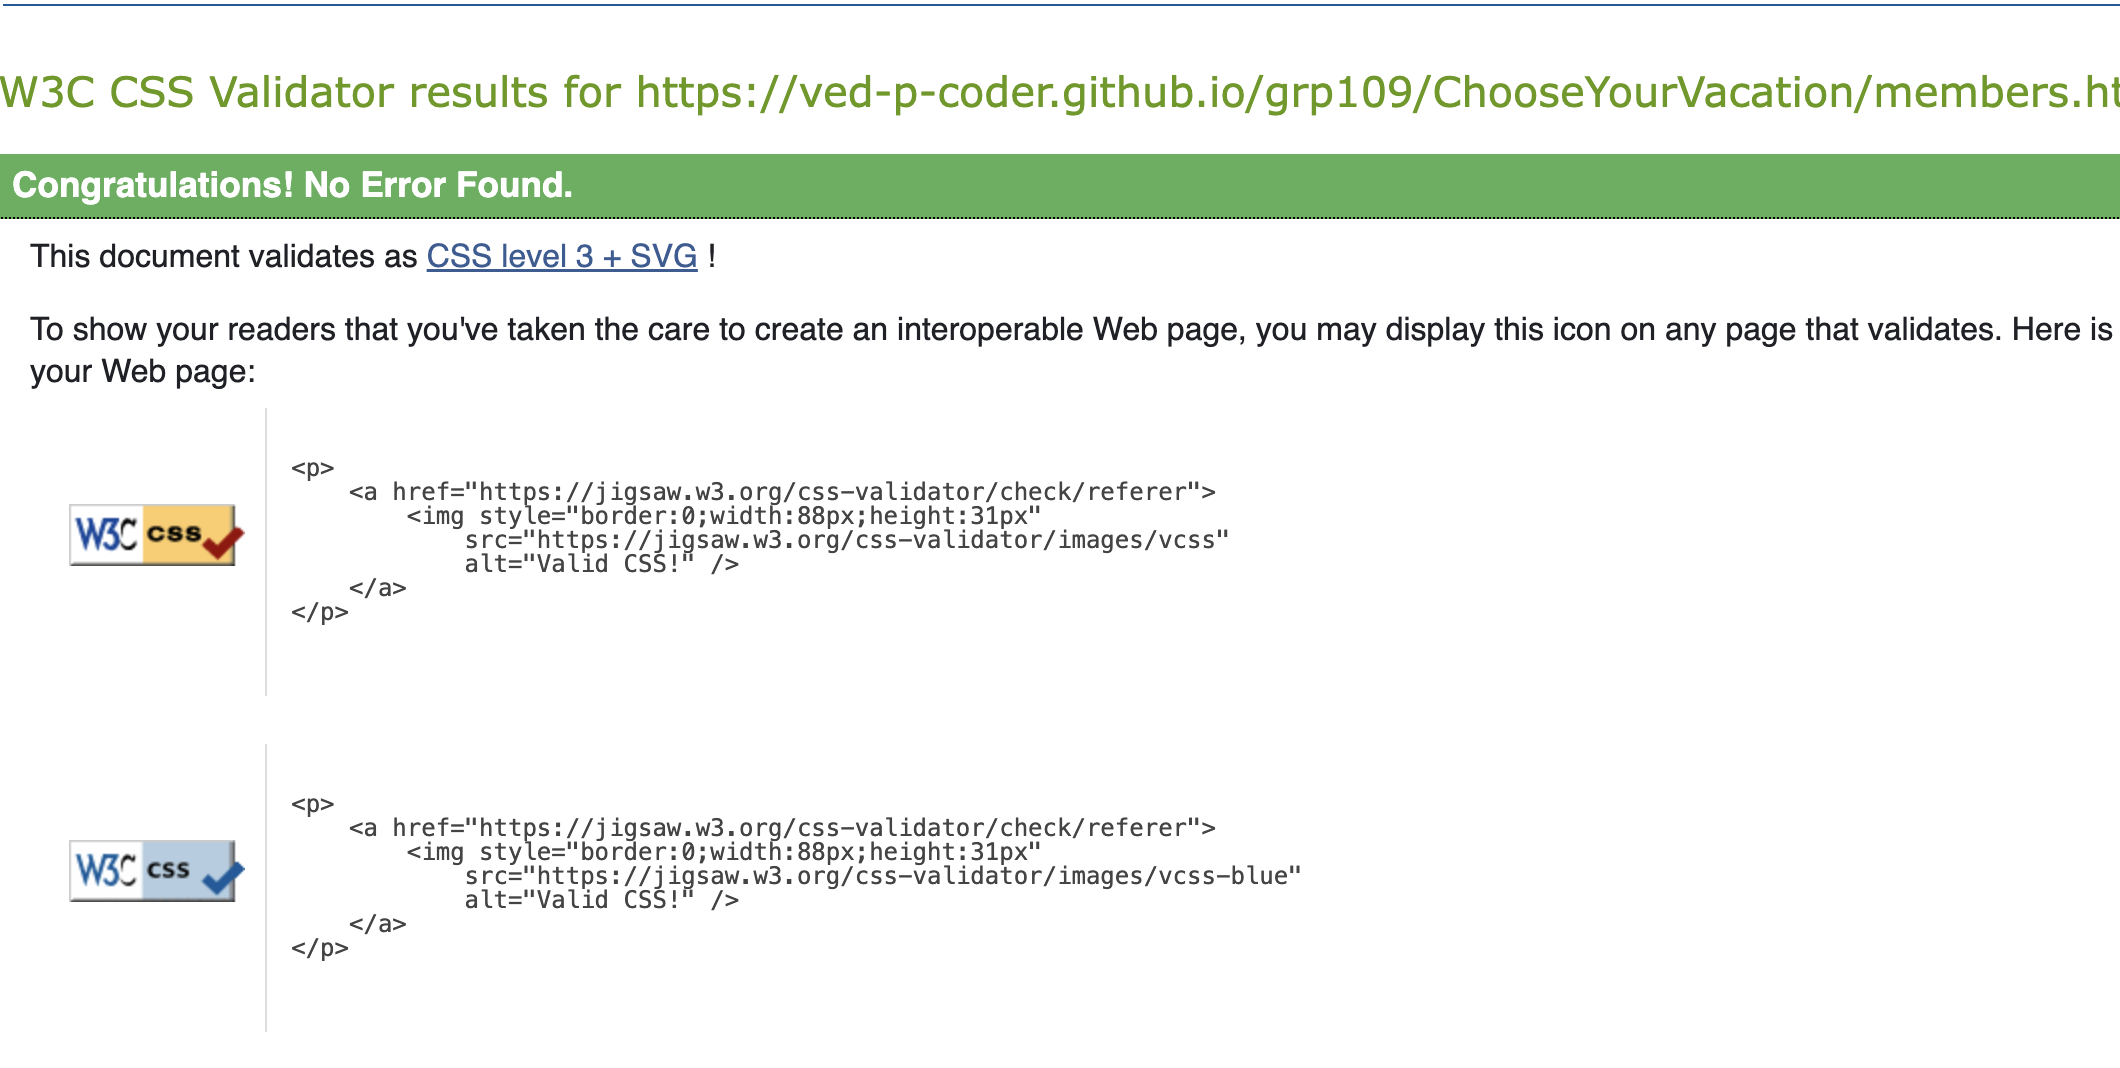 W3C CSS Validator results for https://ved-p-coder.github.io/grp109/ChooseYourVacation/members.ht
Congratulations! No Error Found.
This document validates as CSS level 3 + SVG !
To show your readers that you've taken the care to create an interoperable Web page, you may display this icon on any page that validates. Here is
your Web page:
<p>
    <a href="https://jigsaw.w3.org/css-validator/check/referer">
        <img style="border:0;width:88px;height:31px"
            src="https://jigsaw.w3.org/css-validator/images/vcss"
W3C css
            alt="Valid CSS!" />
    </a>
</p>
<p>
    <a href="https://jigsaw.w3.org/css-validator/check/referer">
        <img style="border:0;width:88px;height:31px"
            src="https://jigsaw.w3.org/css-validator/images/vcss-blue"
W3C css
            alt="Valid CSS!" />
    </a>
</p>